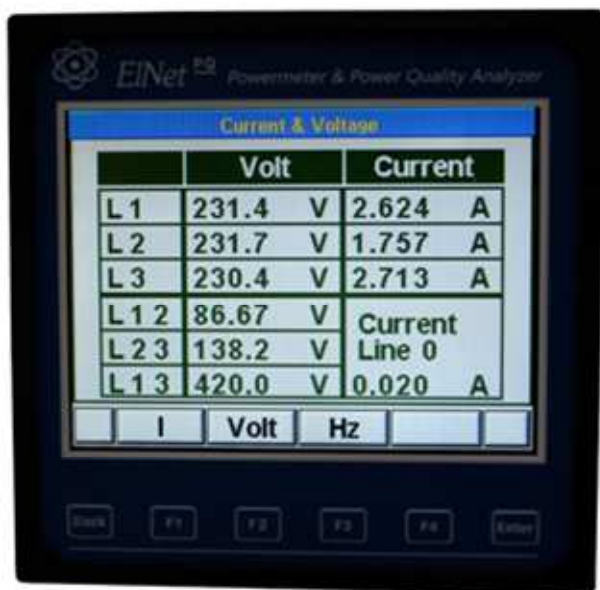 ElNet PQ Powermeter & Power Quality Analyzer
Current & Voltage
Volt Current
L1 231.4 V 2.624 A
L2 231.7 V 1.757 A
L3 230.4 V 2.713 A
L12 86.67 V Current
L23 138.2 V Line 0
L13 420.0 V 0.020 A
I Volt Hz
Back F1 F2 F3 F4 Enter